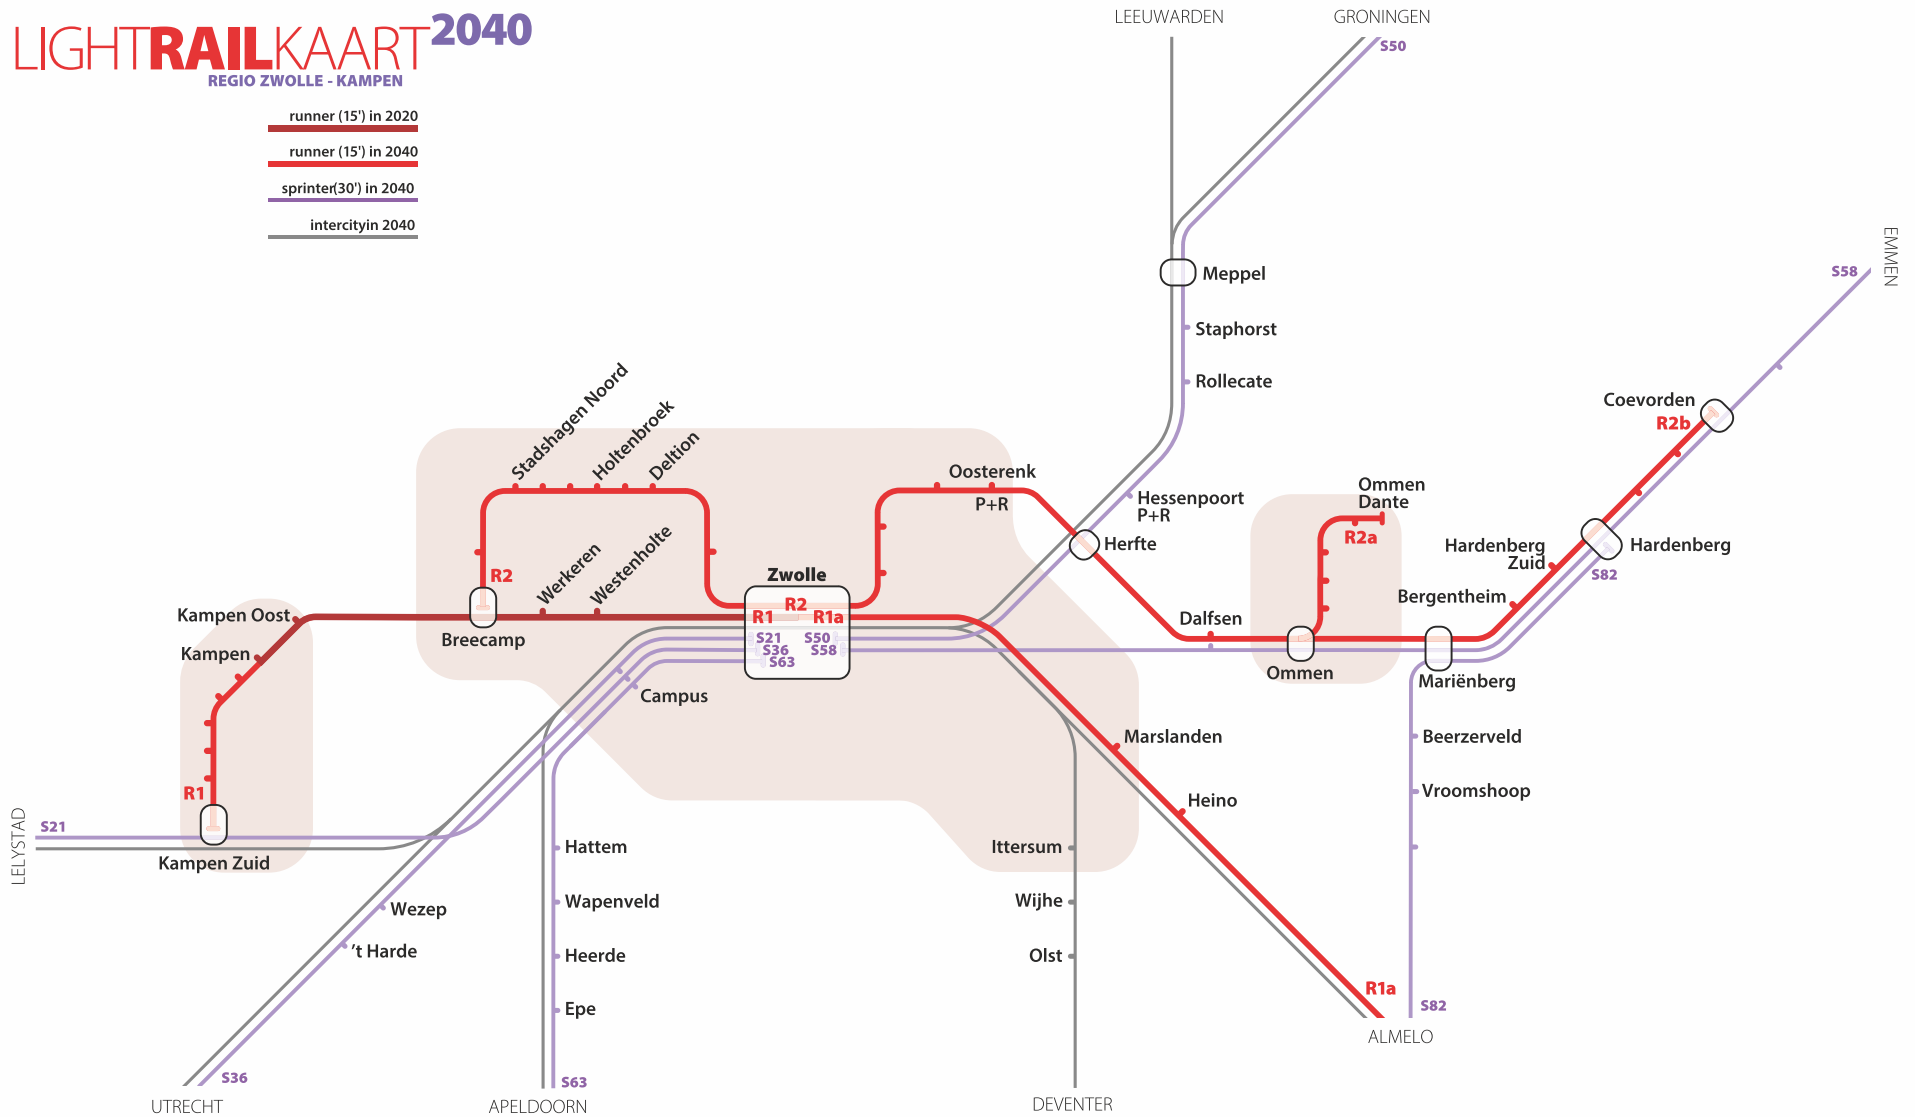 LIGHTRAILKAART2040
REGIO ZWOLLE - KAMPEN
runner (15') in 2020
runner (15') in 2040
sprinter(30') in 2040
intercityin 2040
LEEUWARDEN
GRONINGEN
S50
EMMEN
S58
Meppel
Staphorst
Rollecate
Hessenpoort
P+R
Herfte
Coevorden
R2b
Hardenberg
S82
Hardenberg
Zuid
Bergentheim
Ommen
Dante
R2a
Dalfsen
Ommen
Mariënberg
Beerzerveld
Vroomshoop
S82
Stadshagen Noord
Holtenbroek
Deltion
Oosterenk
P+R
R2
Werkeren
Westenholte
Breecamp
Zwolle
R2
R1
R1a
S21
S50
S36
S58
S63
Campus
Kampen Oost
Kampen
R1
Kampen Zuid
S21
LELYSTAD
Marslanden
Heino
R1a
ALMELO
Ittersum
Wijhe
Olst
DEVENTER
Hattem
Wapenveld
Heerde
Epe
S63
APELDOORN
Wezep
’t Harde
S36
UTRECHT